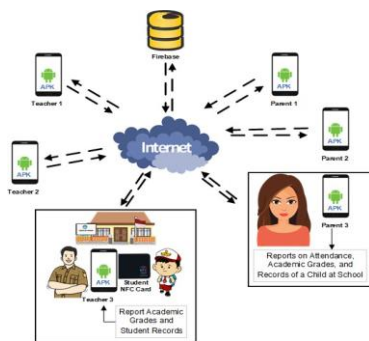 Firebase
APK
Teacher 1
APK
Parent 1
Internet
APK
Teacher 2
APK
Parent 2
APK
Parent 3
Reports on Attendance,
Academic Grades, and
Records of a Child at School
APK
Student
NFC Card
Teacher 3
Report Academic
Grades and
Student Records